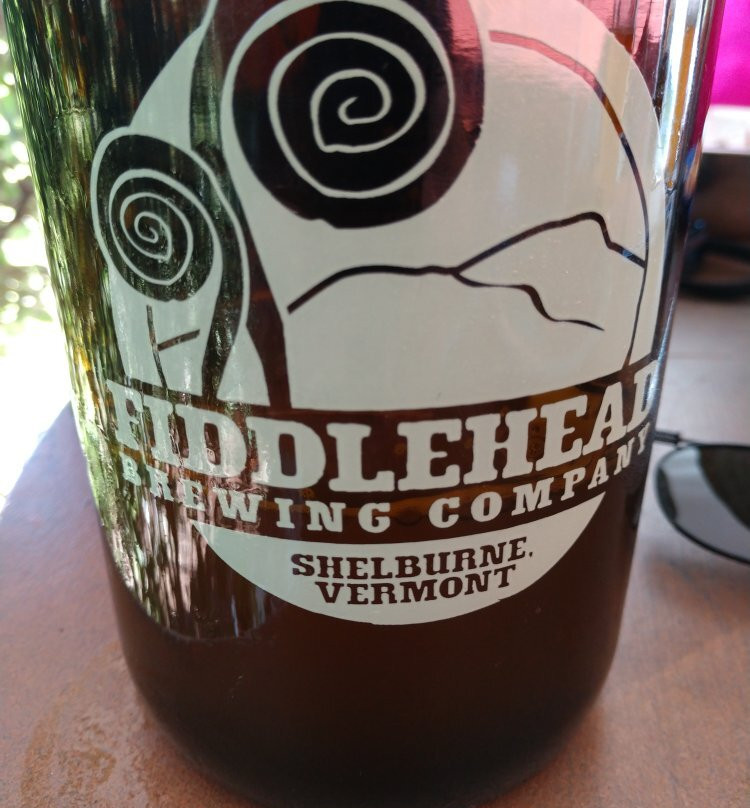 FIDDLEHEAD
BREWING COMPANY
SHELBURNE,
VERMONT